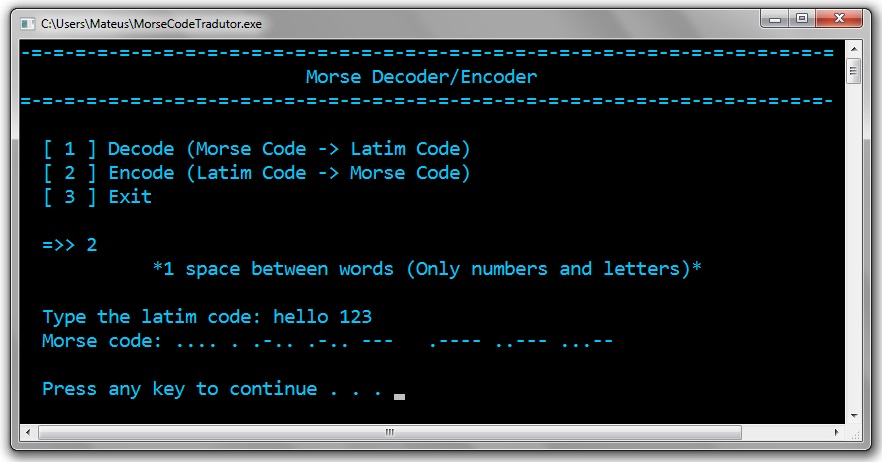 C:\Users\Mateus\MorseCodeTradutor.exe
-=-=-=-=-=-=-=-=-=-=-=-=-=-=-=-=-=-=-=-=-=-=-=-=-=-=-=-=-=-=-=-=-=-=-=-=-=
Morse Decoder/Encoder
=-=-=-=-=-=-=-=-=-=-=-=-=-=-=-=-=-=-=-=-=-=-=-=-=-=-=-=-=-=-=-=-=-=-=-=-=-
[ 1 ] Decode (Morse Code -> Latim Code)
[ 2 ] Encode (Latim Code -> Morse Code)
[ 3 ] Exit
=>> 2
*1 space between words (Only numbers and letters)*
Type the latim code: hello 123
Morse code: .... . .-.. .-.. ---   .---- ..--- ...--
Press any key to continue . . . _